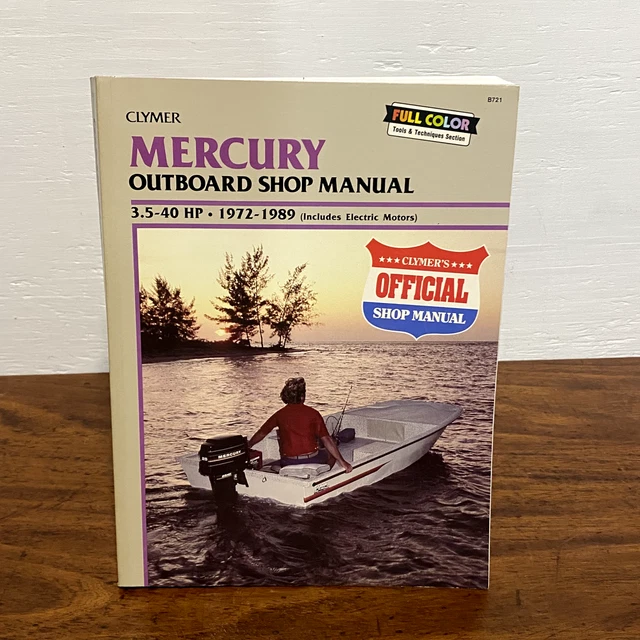 B721
CLYMER
FULL COLOR
Tools & Techniques Section
MERCURY
OUTBOARD SHOP MANUAL
3.5-40 HP • 1972-1989 (Includes Electric Motors)
★★★ CLYMER'S ★★★
OFFICIAL
SHOP MANUAL
MERCURY